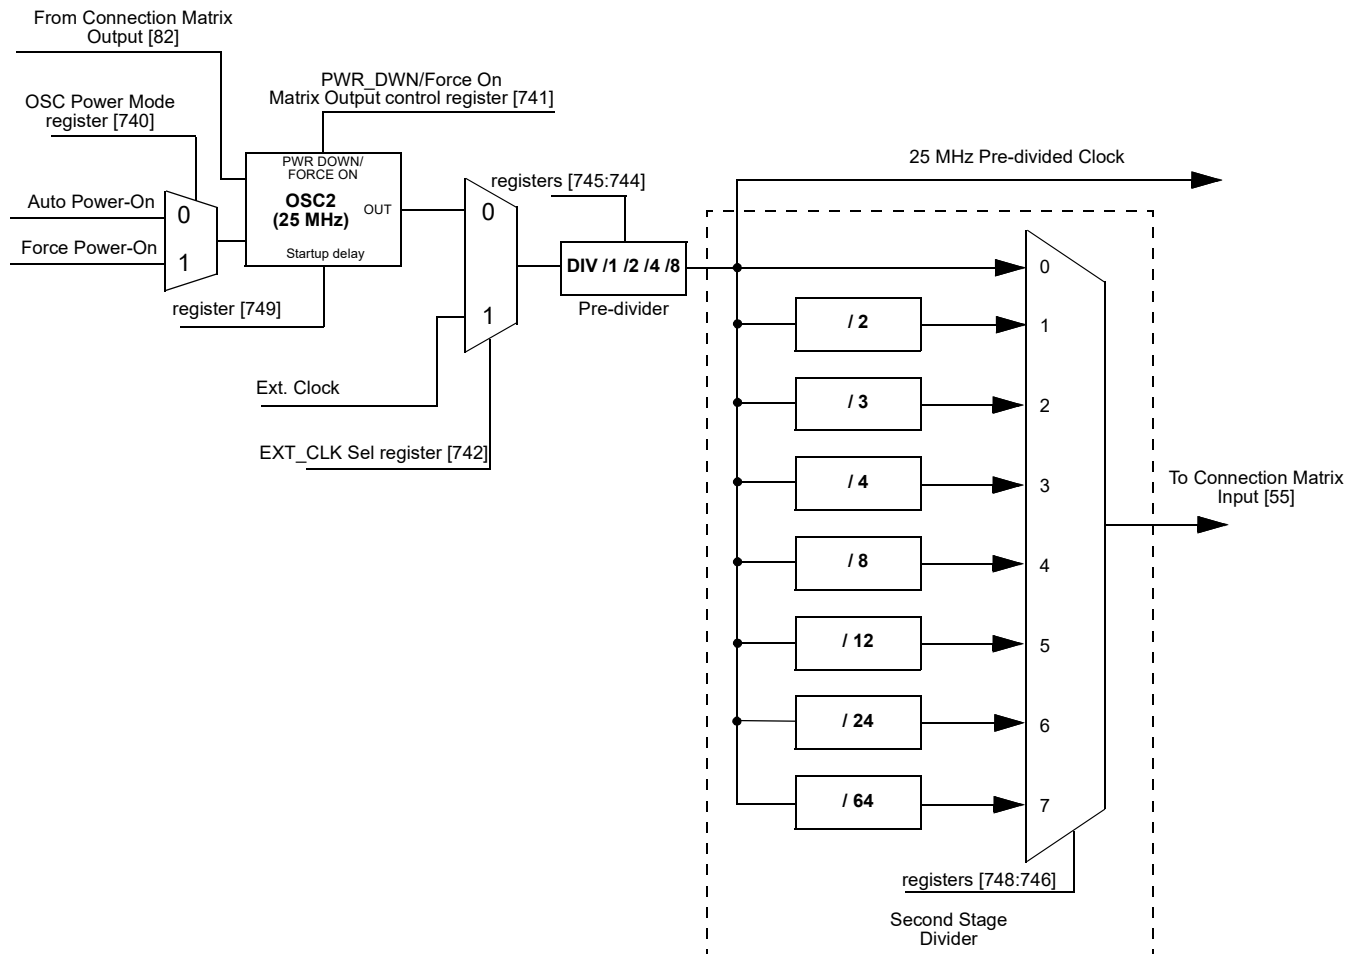 From Connection Matrix
Output [82]
PWR_DWN/Force On
Matrix Output control register [741]
OSC Power Mode
register [740]
Auto Power-On
Force Power-On
0
1
PWR DOWN/
FORCE ON
OSC2
(25 MHz)
OUT
Startup delay
register [749]
0
1
Ext. Clock
EXT_CLK Sel register [742]
registers [745:744]
DIV /1 /2 /4 /8
Pre-divider
25 MHz Pre-divided Clock
0
/ 2
1
/ 3
2
/ 4
3
/ 8
4
/ 12
5
/ 24
6
/ 64
7
To Connection Matrix
Input [55]
registers [748:746]
Second Stage
Divider